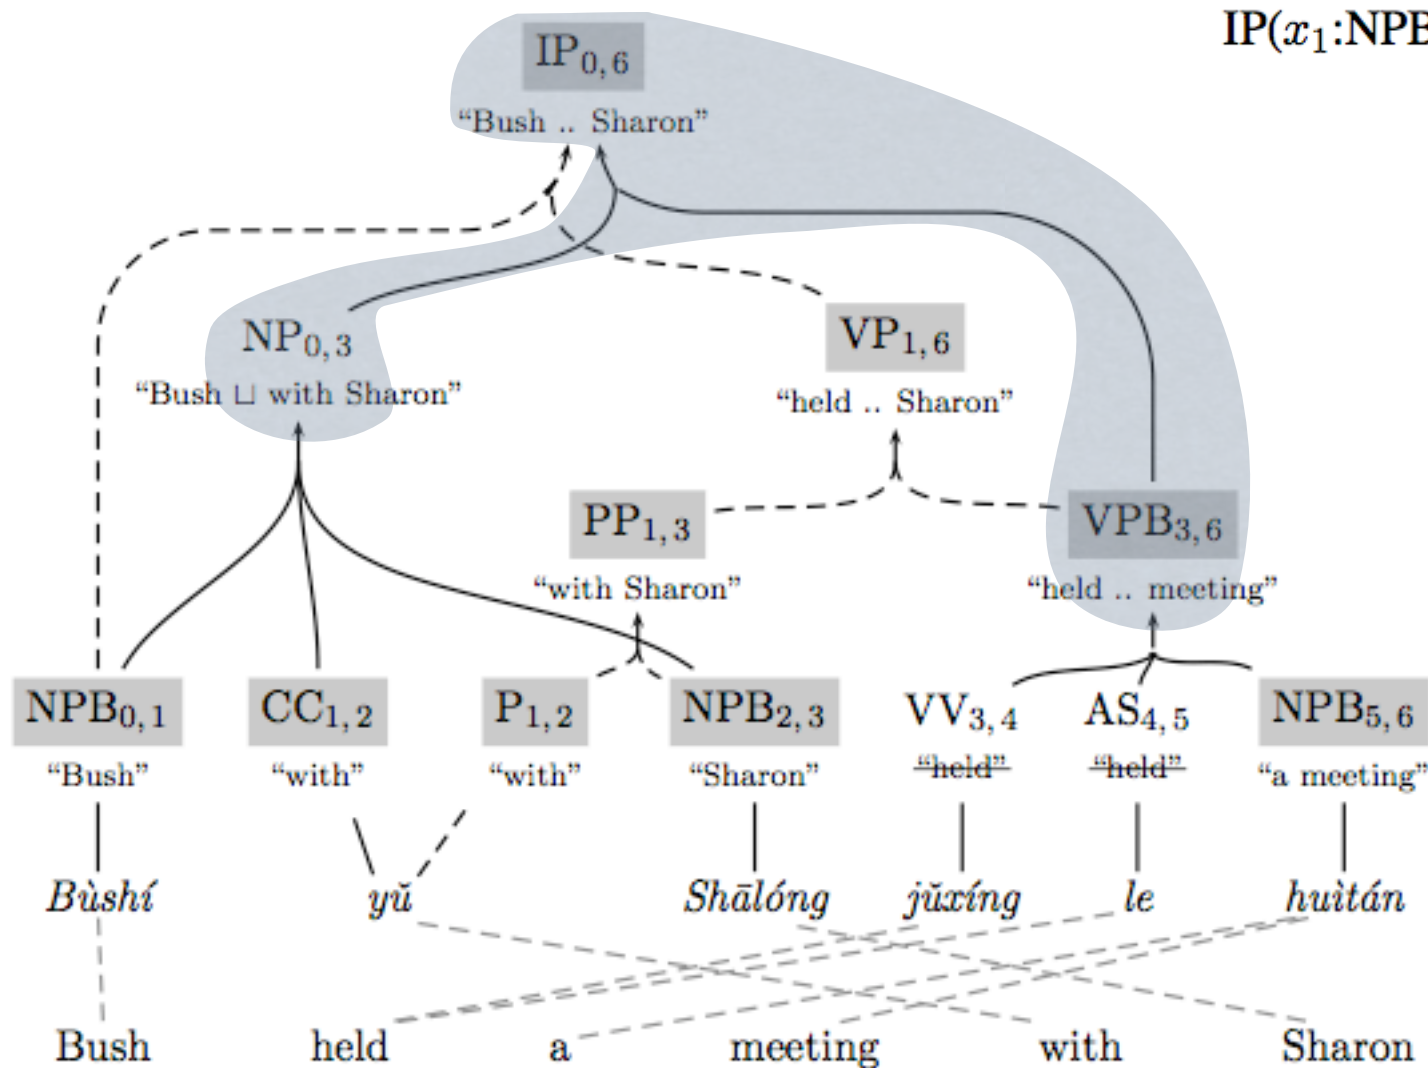 IP(x₁:NPB
IP₀,₆
“Bush .. Sharon”
NP₀,₃
“Bush ⊔ with Sharon”
VP₁,₆
“held .. Sharon”
PP₁,₃
“with Sharon”
VPB₃,₆
“held .. meeting”
NPB₀,₁ CC₁,₂ P₁,₂ NPB₂,₃ VV₃,₄ AS₄,₅ NPB₅,₆
“Bush” “with” “with” “Sharon” “held” “held” “a meeting”
Bùshí yǔ Shālóng jǔxíng le huìtán
Bush held a meeting with Sharon